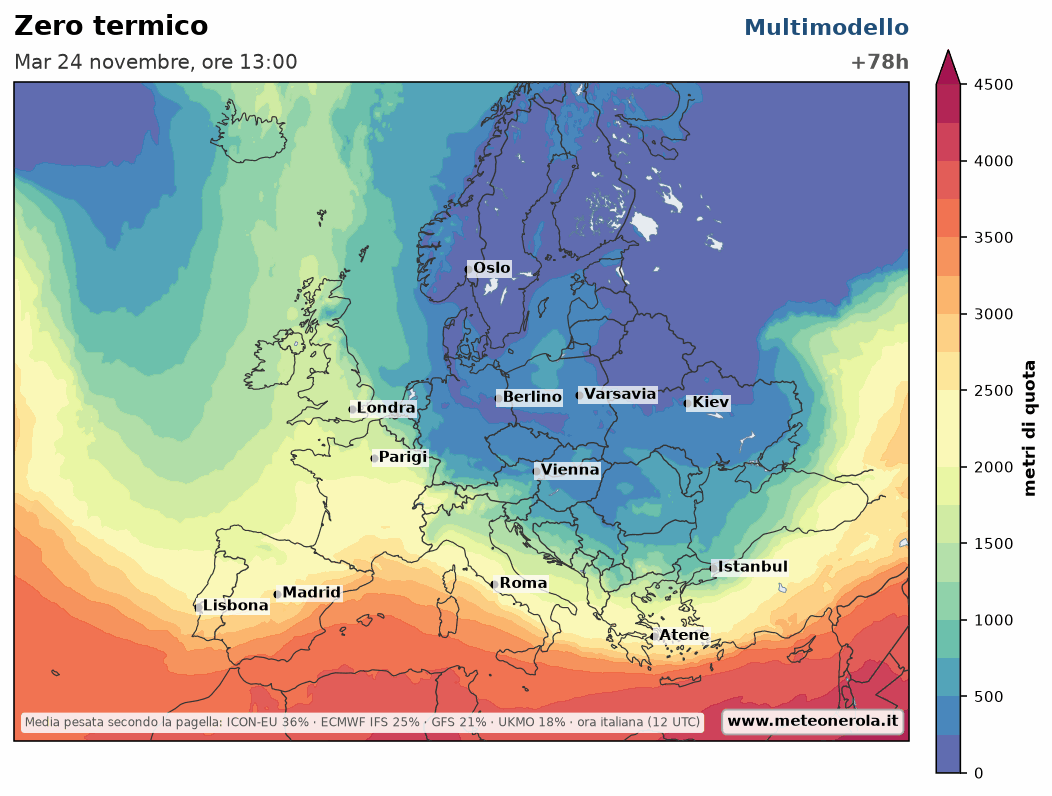 Zero termico
Multimodello
Mar 24 novembre, ore 13:00
+78h
4500
4000
3500
3000
2500
2000
1500
1000
500
0
metri di quota
Oslo
Berlino
Varsavia
Kiev
Londra
Parigi
Vienna
Istanbul
Roma
Madrid
Lisbona
Atene
Media pesata secondo la pagella: ICON-EU 36% · ECMWF IFS 25% · GFS 21% · UKMO 18% · ora italiana (12 UTC)
www.meteonerola.it